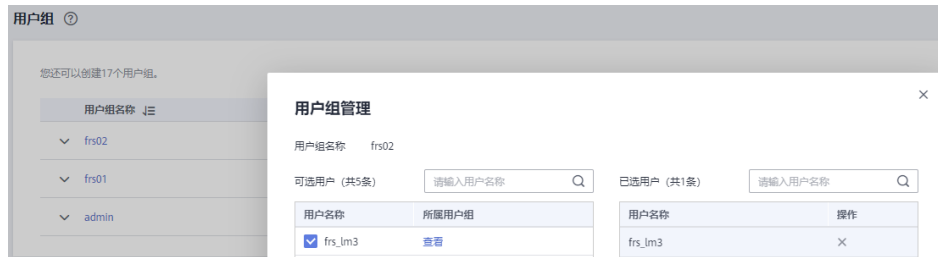 用户组
您还可以创建17个用户组。
用户组名称
frs02
frs01
admin
用户组管理
用户组名称 frs02
可选用户（共5条） 请输入用户名称
用户名称 所属用户组
frs_lm3 查看
已选用户（共1条） 请输入用户名称
用户名称 操作
frs_lm3